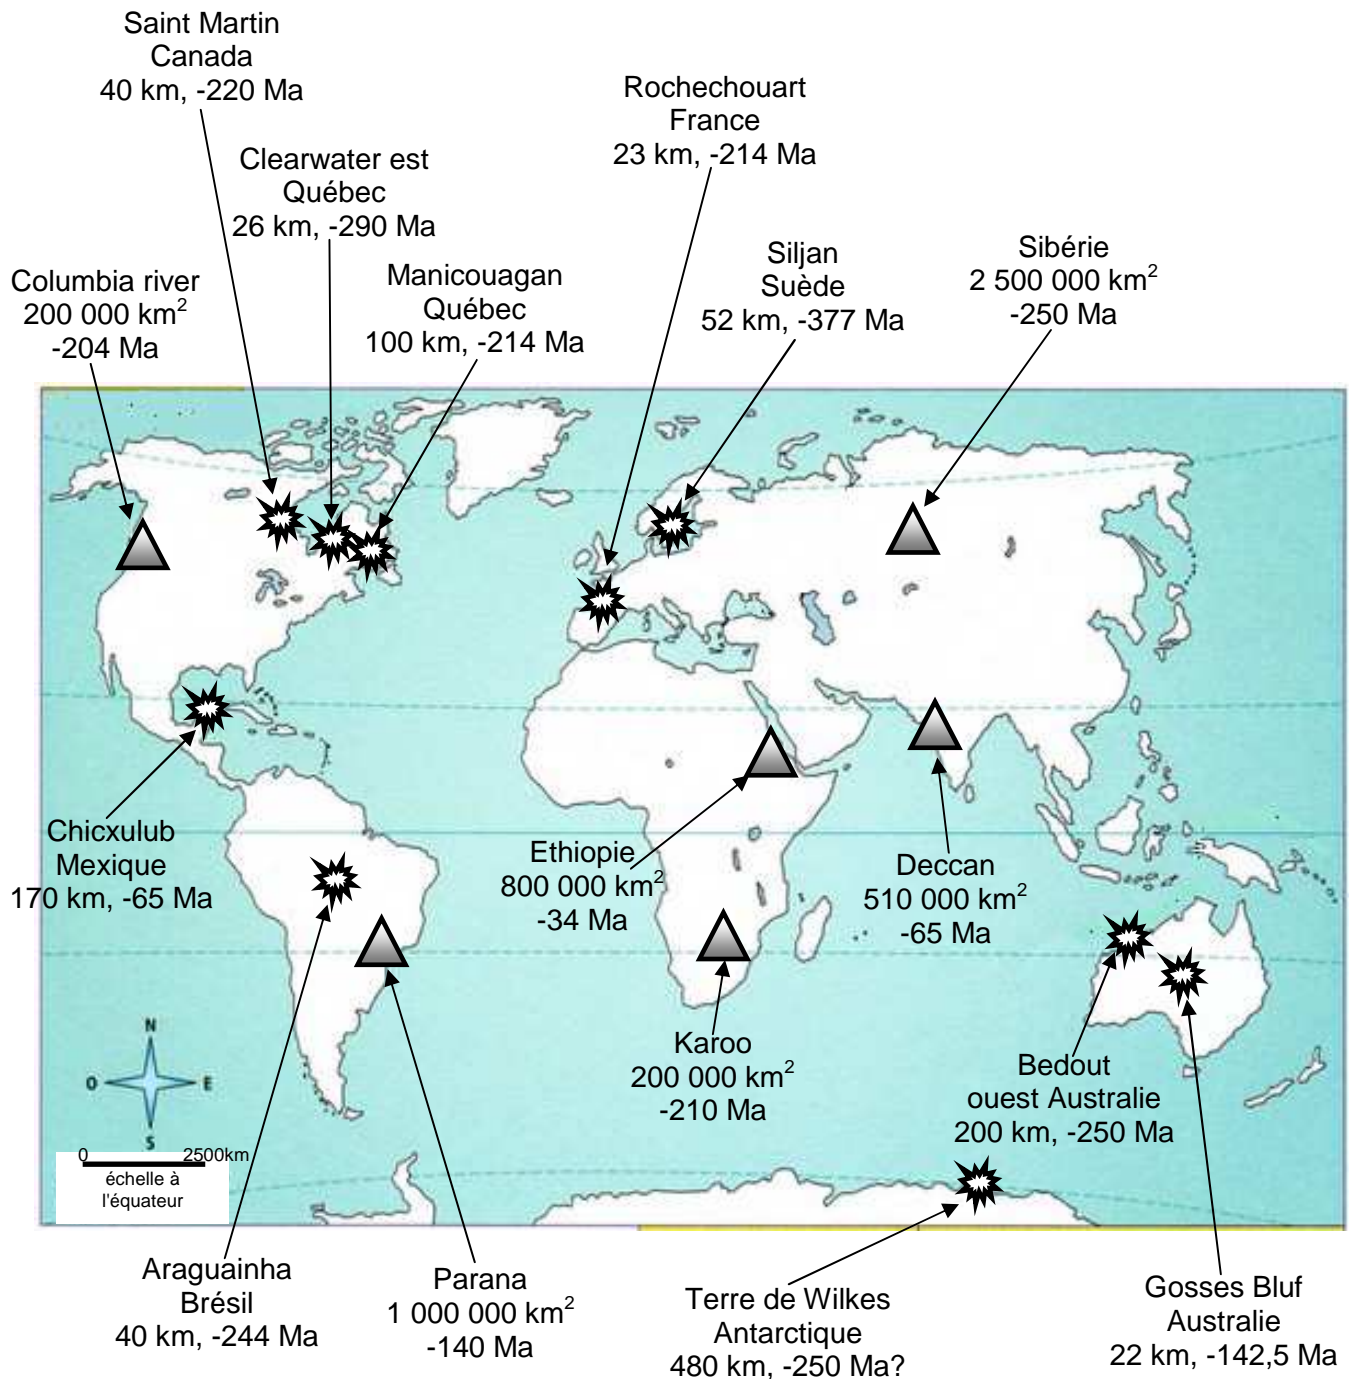 Saint Martin
Canada
40 km, -220 Ma
Rochechouart
France
23 km, -214 Ma
Clearwater est
Québec
26 km, -290 Ma
Siljan
Suède
52 km, -377 Ma
Sibérie
2 500 000 km²
-250 Ma
Columbia river
200 000 km²
-204 Ma
Manicouagan
Québec
100 km, -214 Ma
Chicxulub
Mexique
170 km, -65 Ma
Ethiopie
800 000 km²
-34 Ma
Deccan
510 000 km²
-65 Ma
Karoo
200 000 km²
-210 Ma
Bedout
ouest Australie
200 km, -250 Ma
N
O
E
S
0 2500km
échelle à
l'équateur
Araguainha
Brésil
40 km, -244 Ma
Parana
1 000 000 km²
-140 Ma
Terre de Wilkes
Antarctique
480 km, -250 Ma?
Gosses Bluf
Australie
22 km, -142,5 Ma